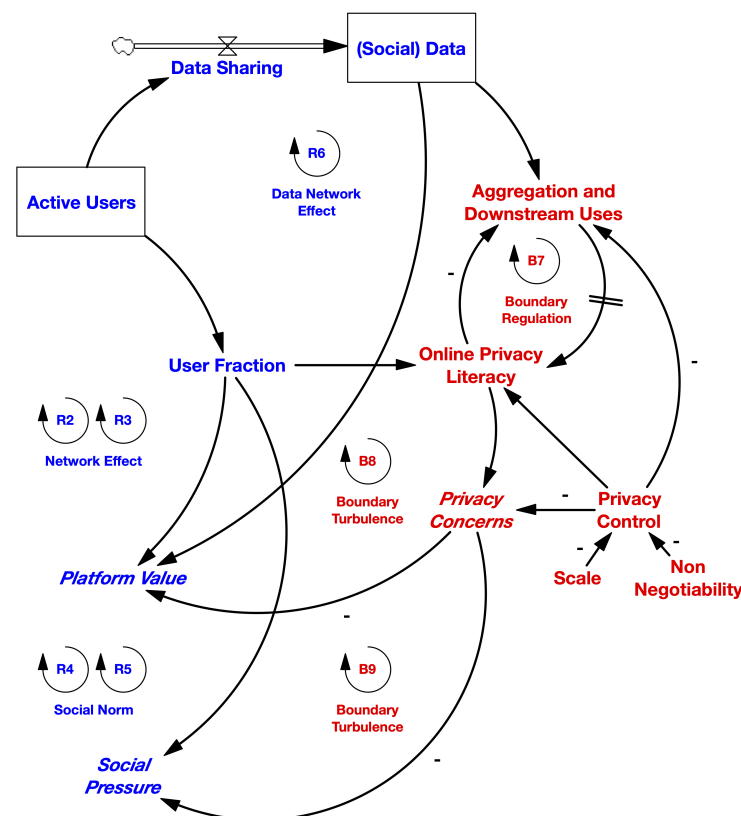 (Social) Data
Data Sharing
R6
Data Network
Effect
Active Users
Aggregation and
Downstream Uses
-
B7
Boundary
Regulation
-
User Fraction
Online Privacy
Literacy
R2
R3
Network Effect
B8
Boundary
Turbulence
Privacy
Concerns
-
Privacy
Control
-
-
Scale
Non
Negotiability
Platform Value
-
R4
R5
Social Norm
B9
Boundary
Turbulence
-
Social
Pressure